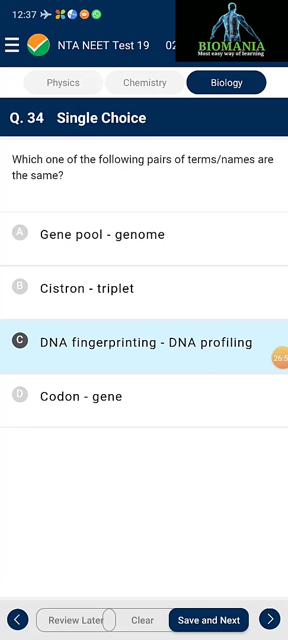 12:37
BIOMANIA
Most easy way of learning
NTA NEET Test 19 02
Physics Chemistry Biology
Q. 34 Single Choice
Which one of the following pairs of terms/names are
the same?
A Gene pool - genome
B Cistron - triplet
C DNA fingerprinting - DNA profiling
26:5
D Codon - gene
< Review Later Clear Save and Next >